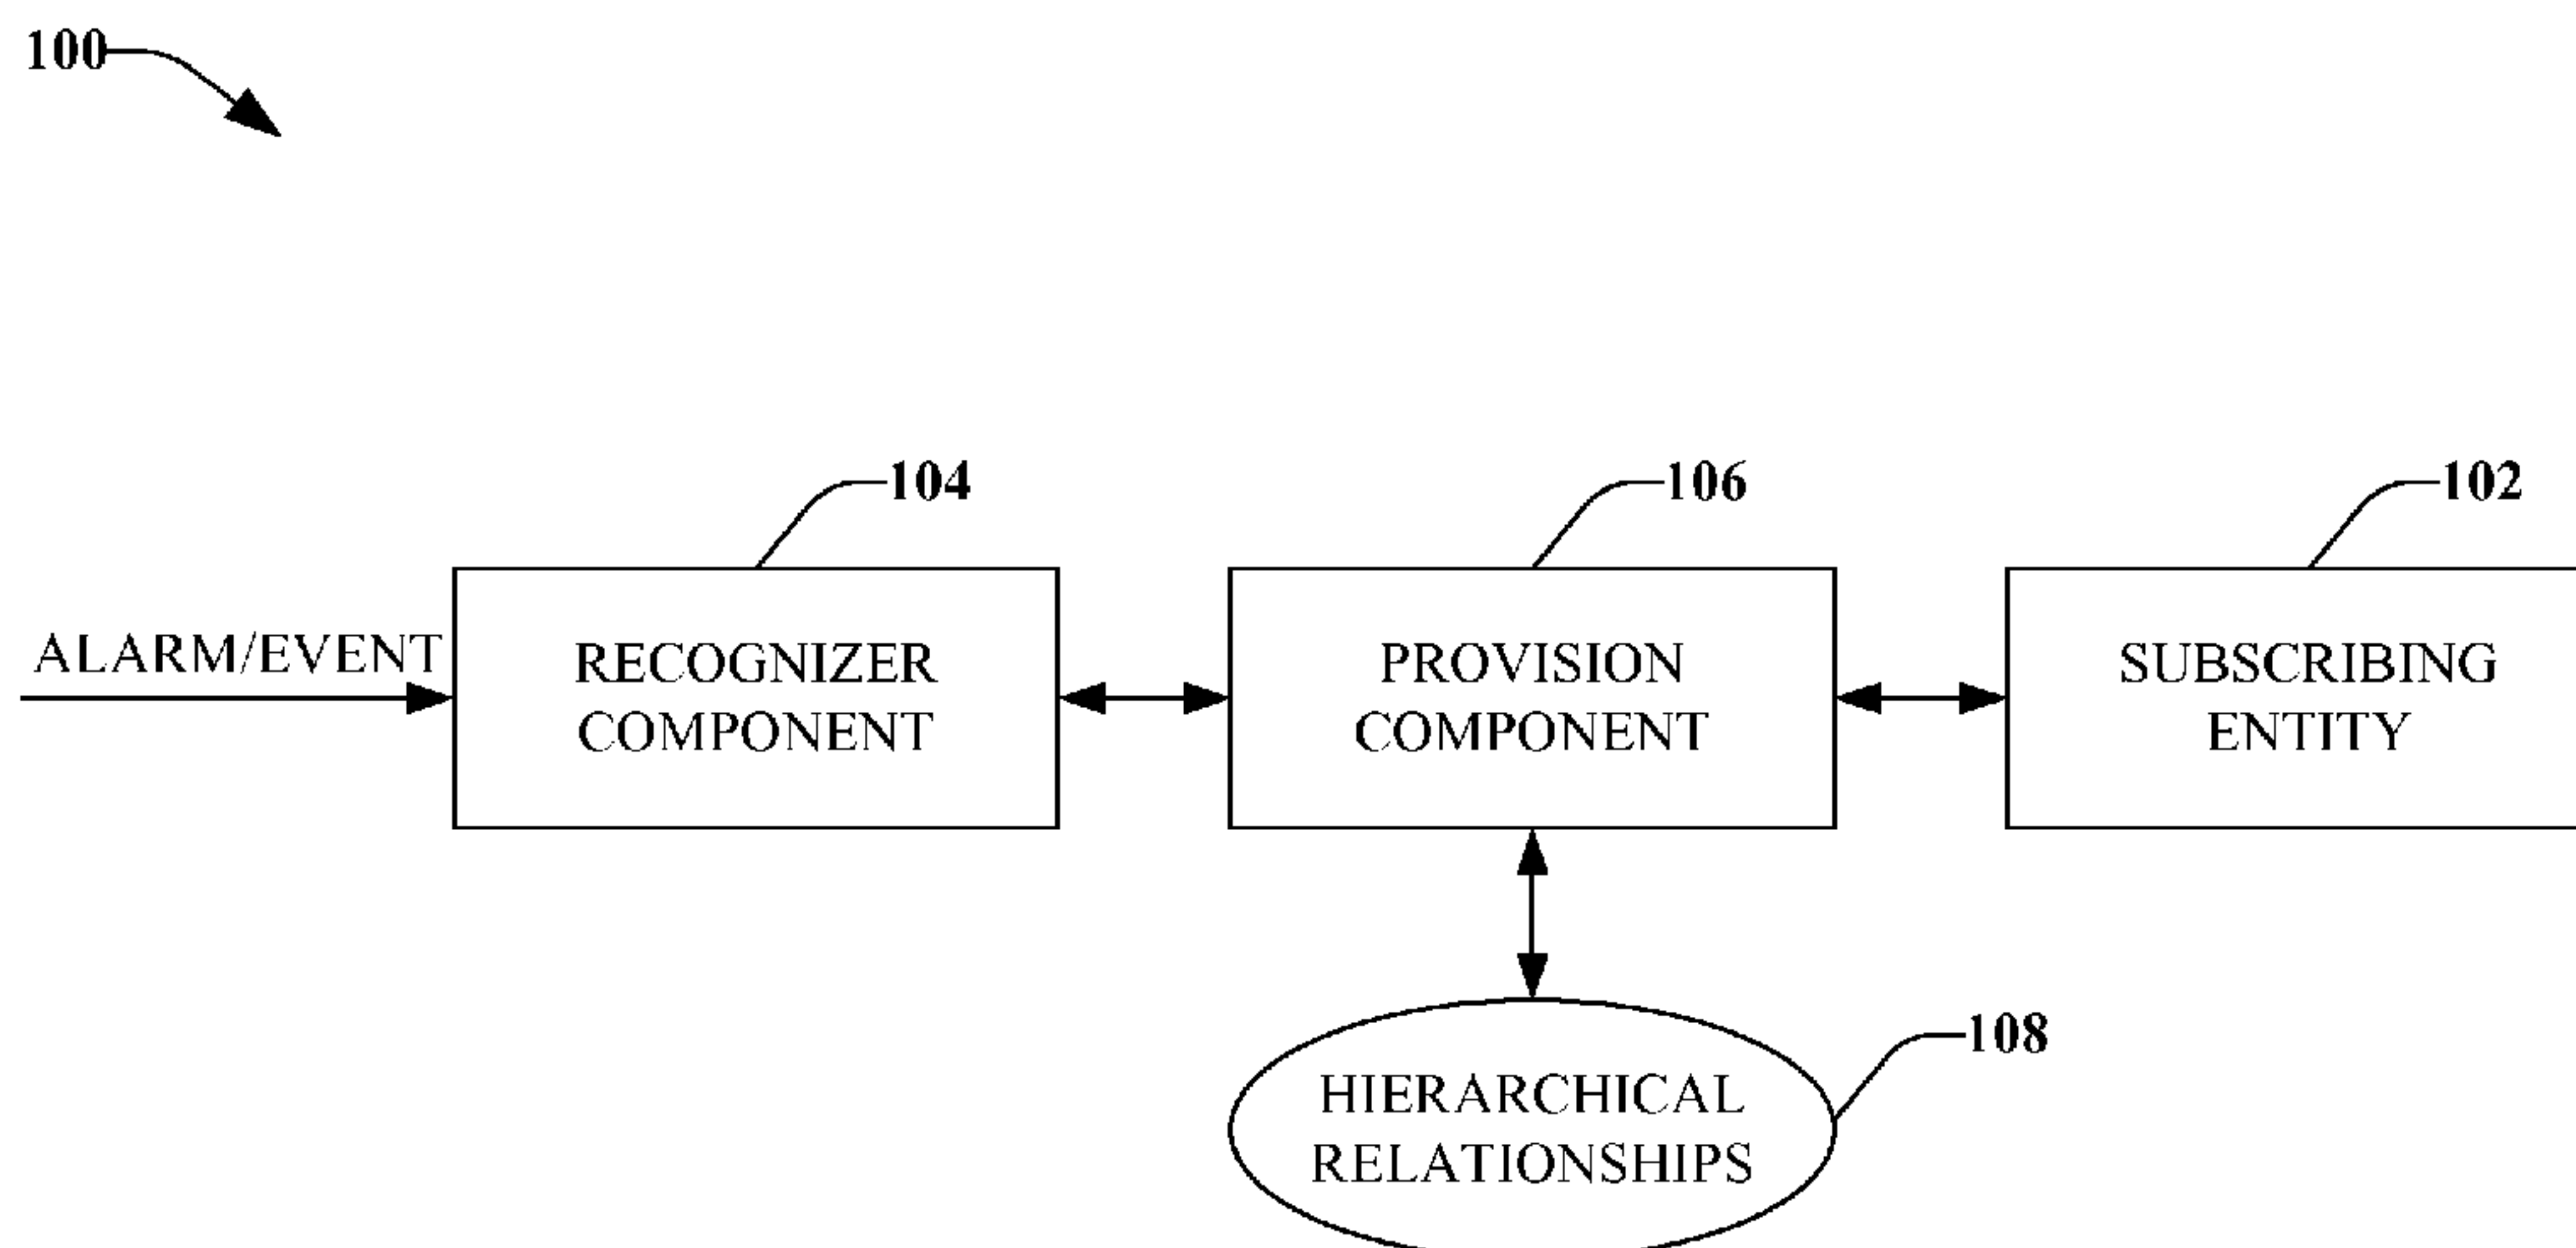 100
104
106
102
ALARM/EVENT
RECOGNIZER
COMPONENT
PROVISION
COMPONENT
SUBSCRIBING
ENTITY
108
HIERARCHICAL
RELATIONSHIPS